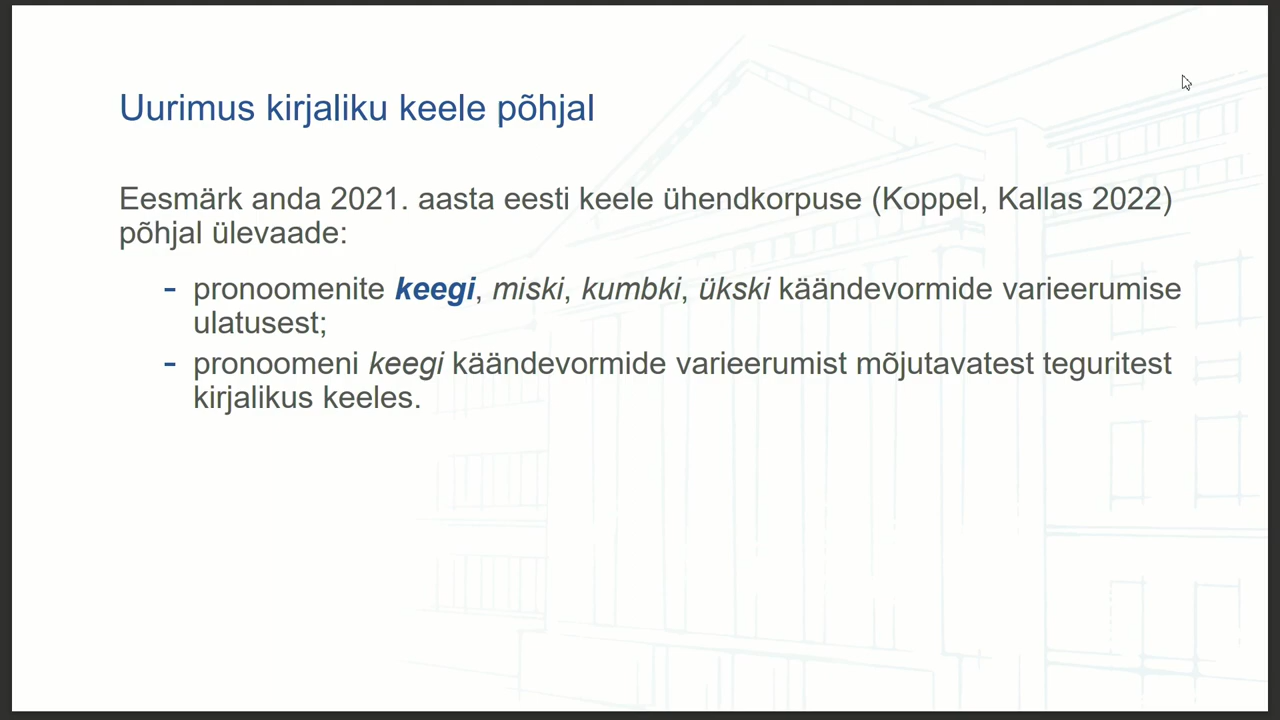 Uurimus kirjaliku keele põhjal
Eesmärk anda 2021. aasta eesti keele ühendkorpuse (Koppel, Kallas 2022)
põhjal ülevaade:
- pronoomenite keegi, miski, kumbki, ükski käändevormide varieerumise
ulatusest;
- pronoomeni keegi käändevormide varieerumist mõjutavatest teguritest
kirjalikus keeles.